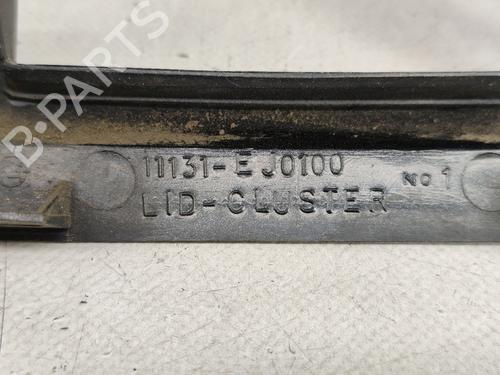 B-PARTS
11131-EJ0100 No 1
LID-CLUSTER